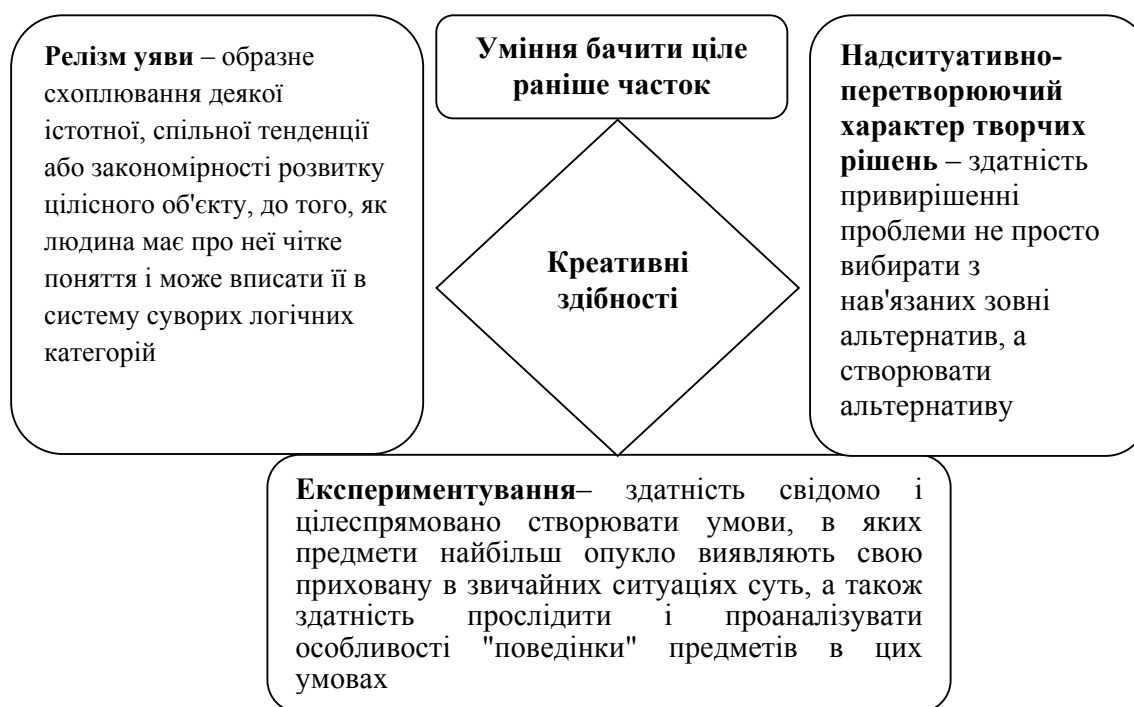 Релізм уяви – образне
схоплювання деякої
істотної, спільної тенденції
або закономірності розвитку
цілісного об'єкту, до того, як
людина має про неї чітке
поняття і може вписати її в
систему суворих логічних
категорій
Уміння бачити ціле
раніше часток
Надситуативно-
перетворюючий
характер творчих
рішень – здатність
привирішенні
проблеми не просто
вибирати з
нав'язаних зовні
альтернатив, а
створювати
альтернативу
Креативні
здібності
Експериментування– здатність свідомо і
цілеспрямовано створювати умови, в яких
предмети найбільш опукло виявляють свою
приховану в звичайних ситуаціях суть, а також
здатність прослідити і проаналізувати
особливості "поведінки" предметів в цих
умовах